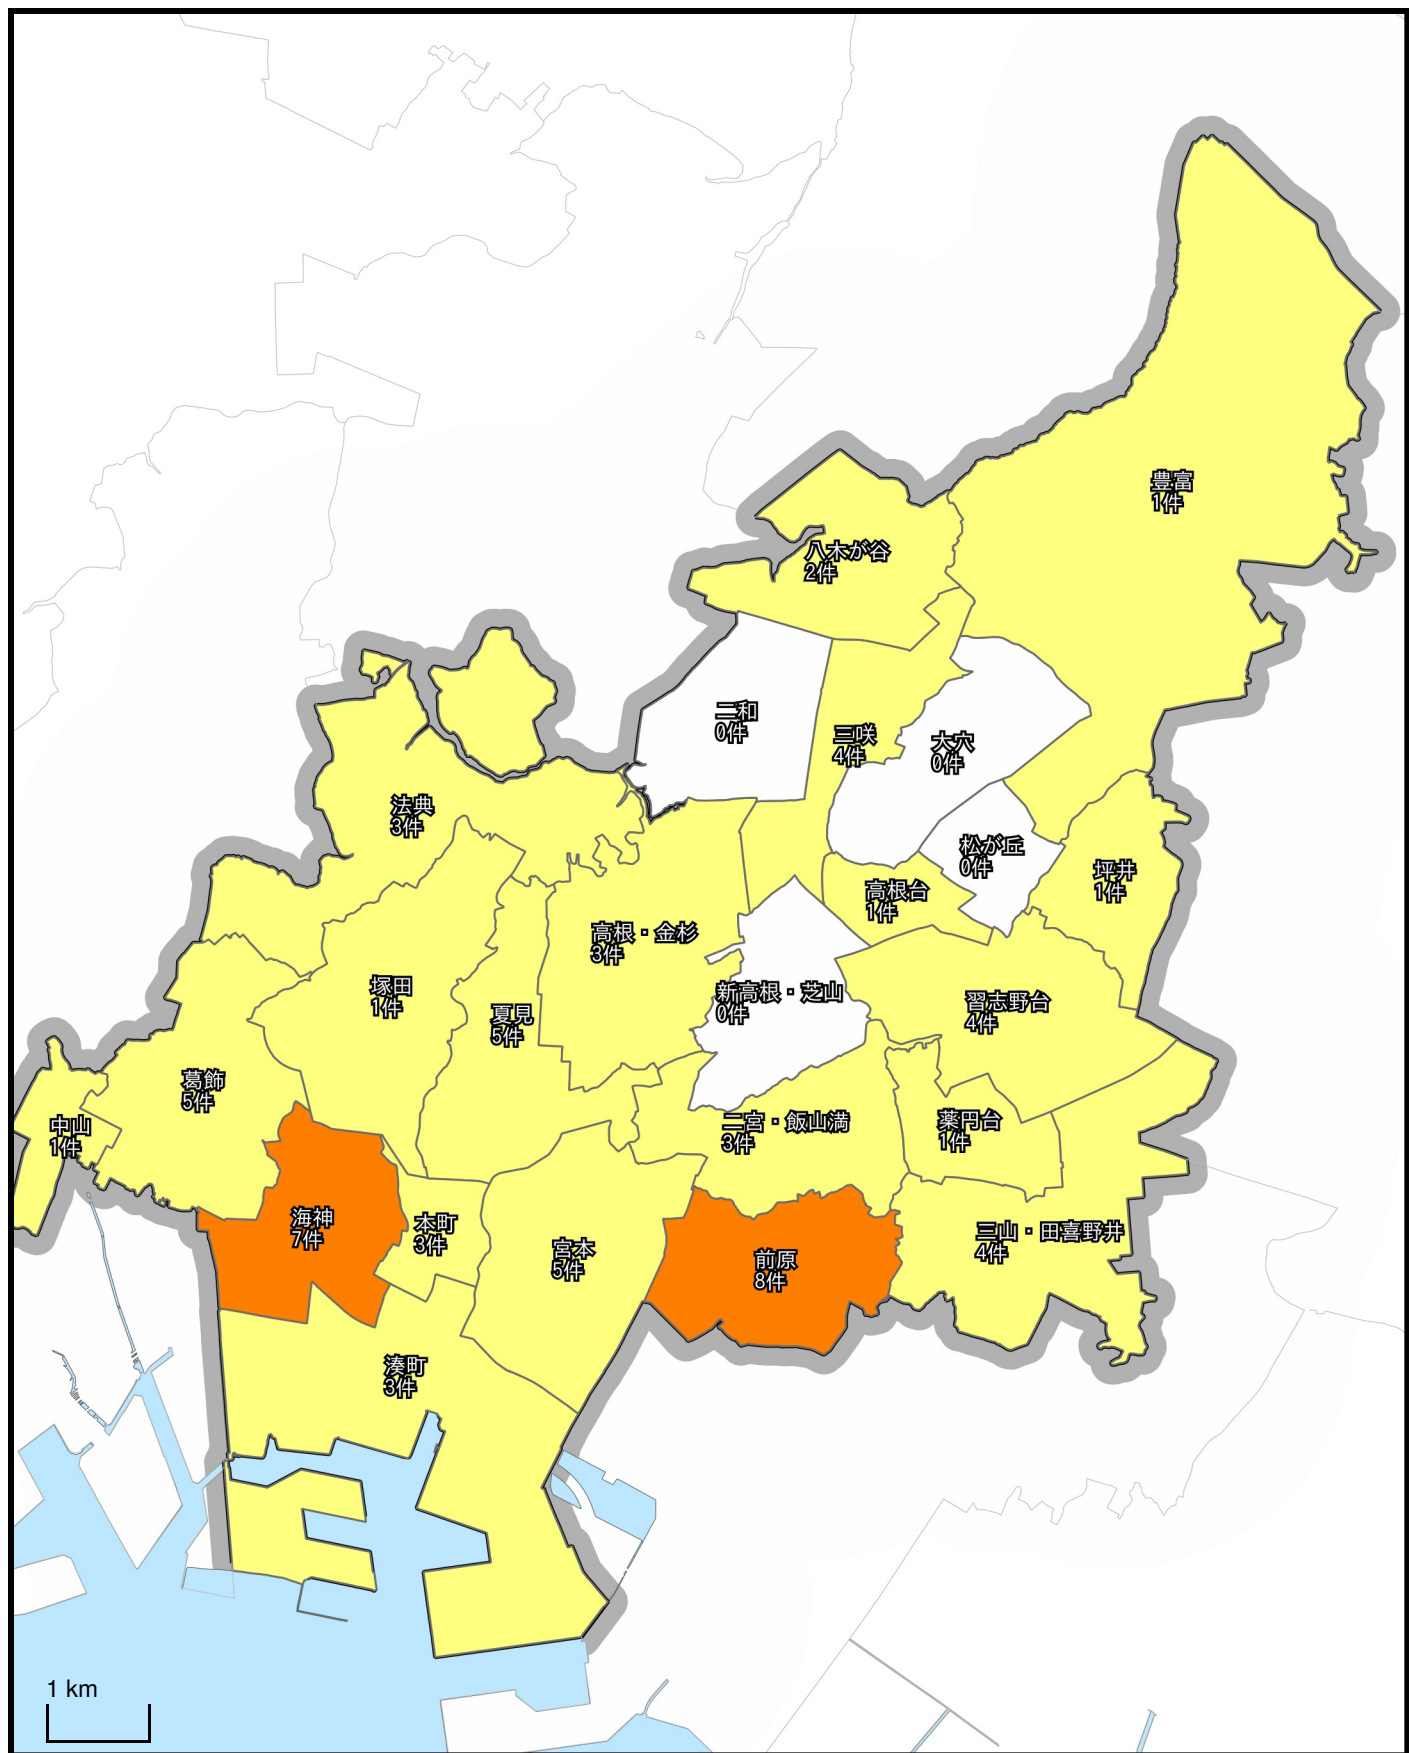 豊富
1件
八木が谷
2件
二和
0件
三咲
4件
大穴
0件
法典
3件
松が丘
0件
坪井
1件
高根台
1件
高根・金杉
3件
塚田
1件
新高根・芝山
0件
習志野台
4件
夏見
5件
葛飾
5件
中山
1件
二宮・飯山満
3件
薬円台
1件
海神
7件
本町
3件
三山・田喜野井
4件
宮本
5件
前原
8件
湊町
3件
1 km